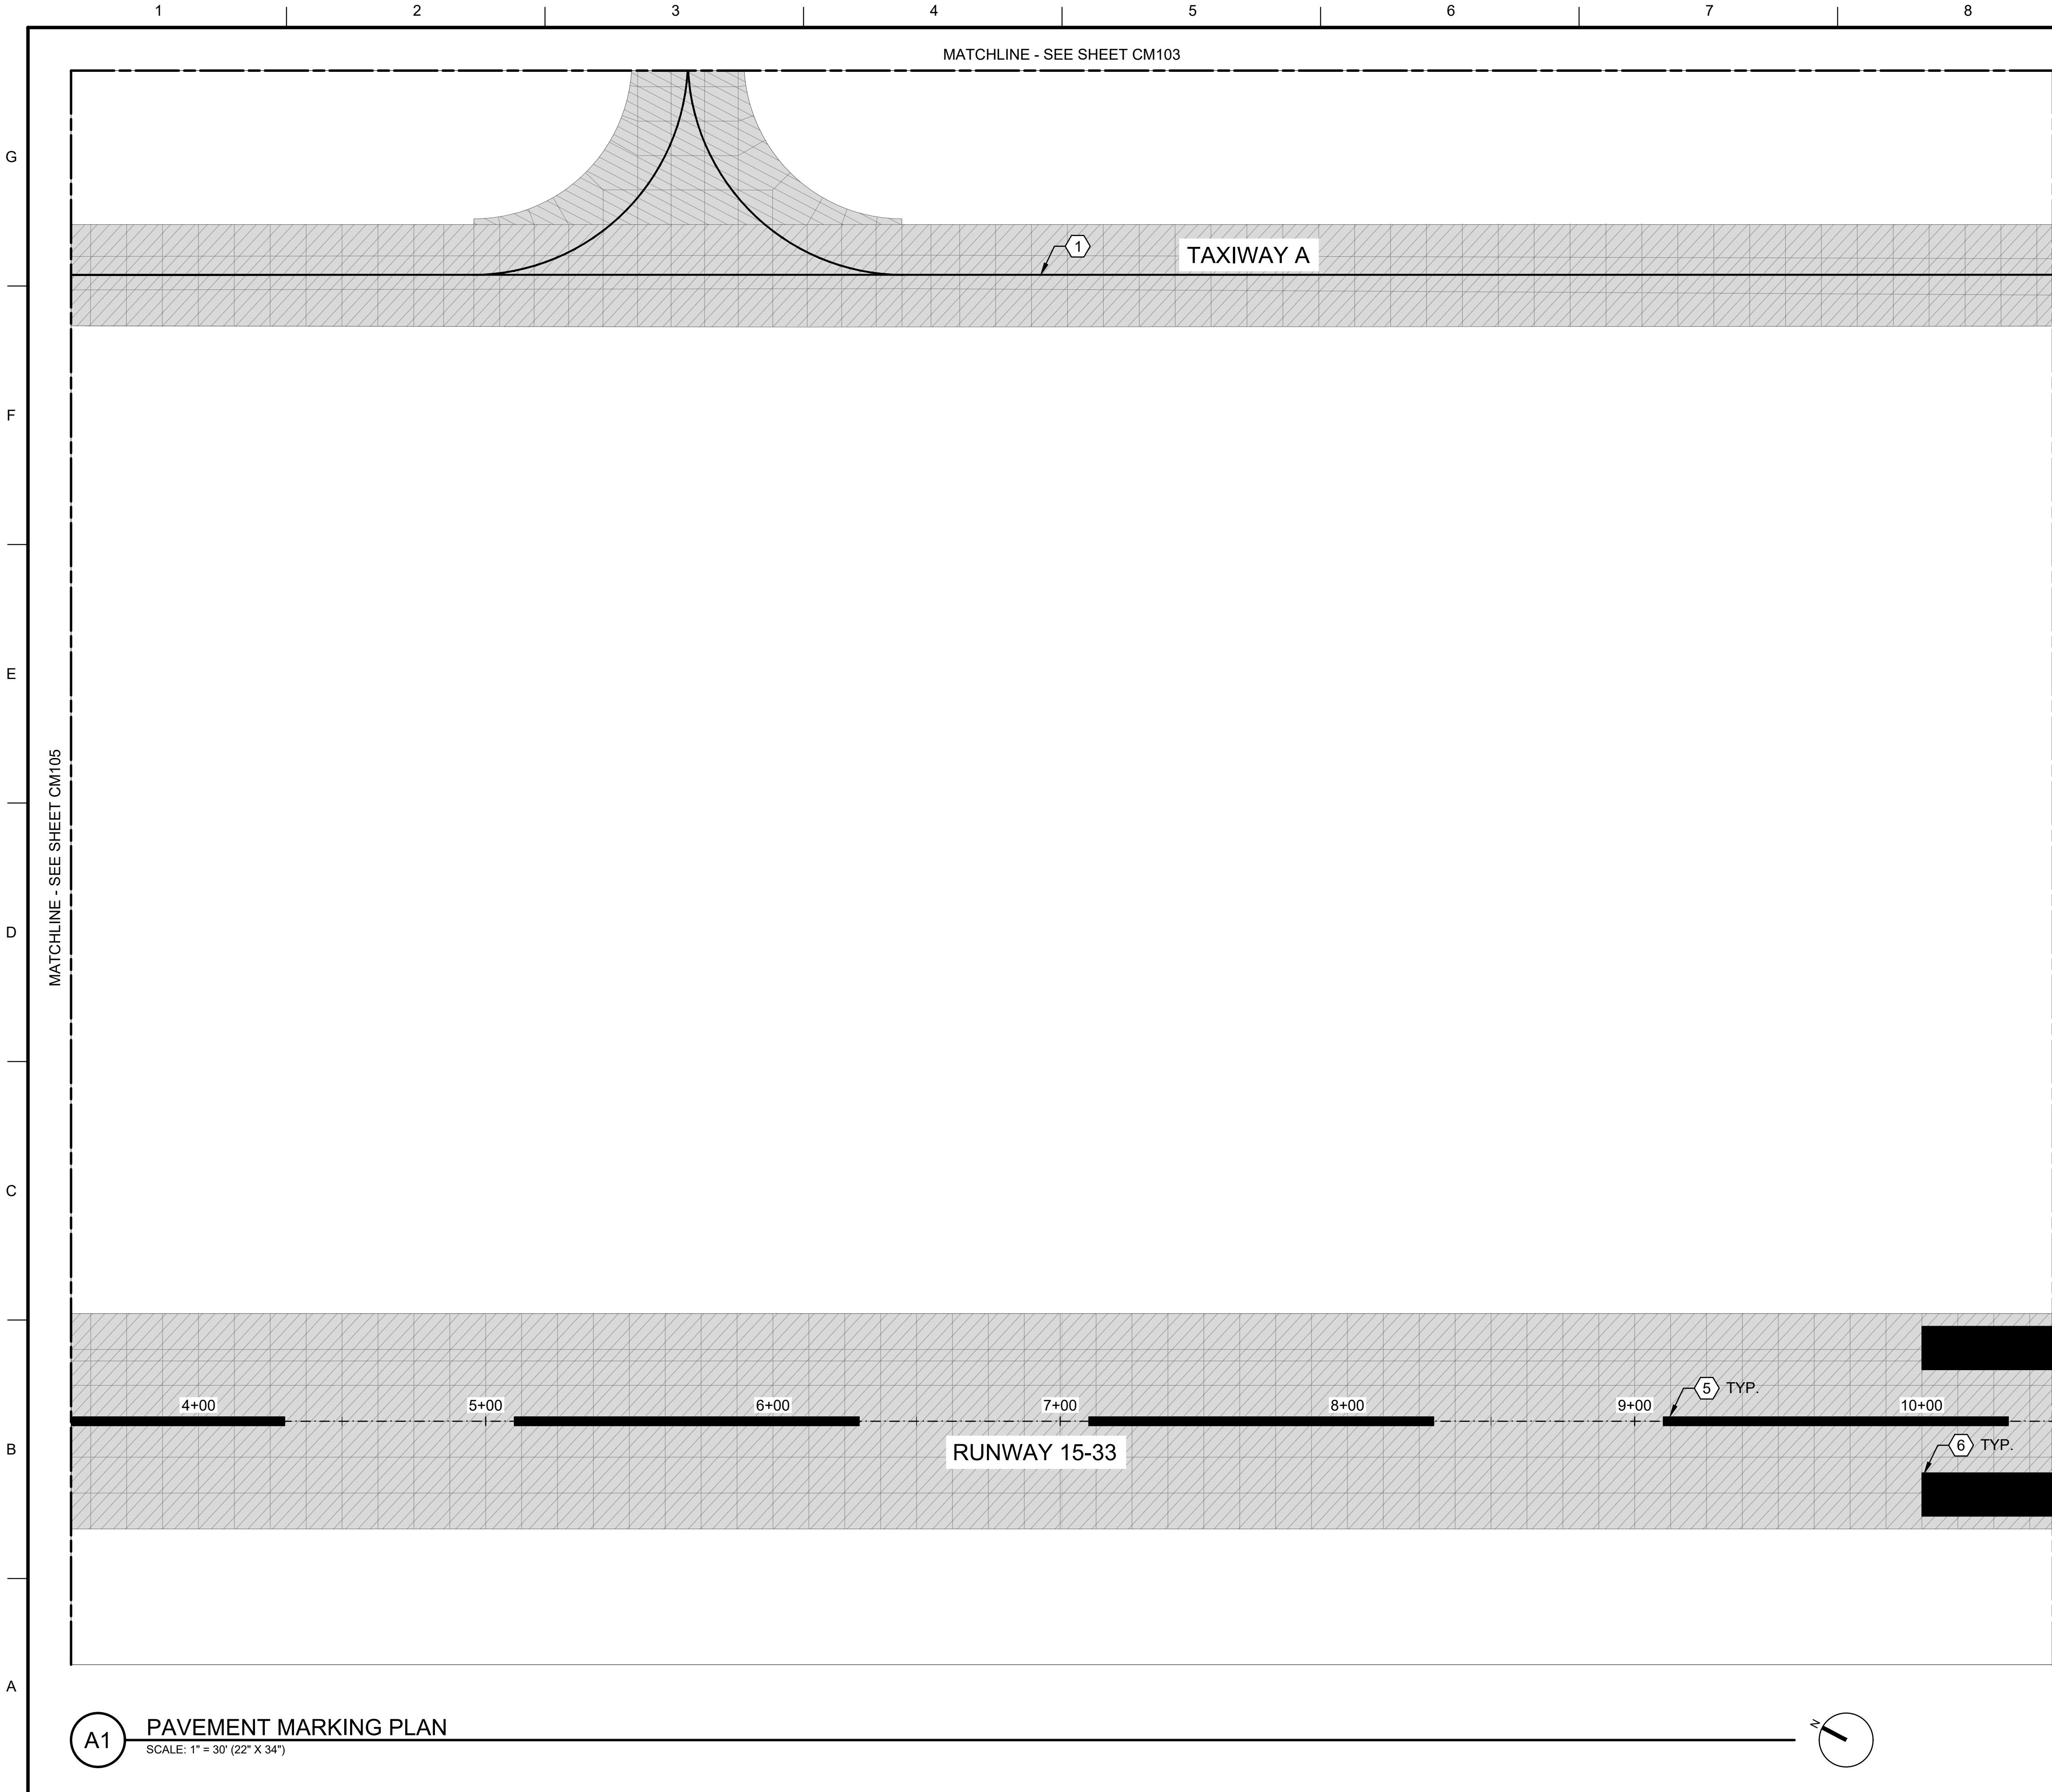 1 2 3 4 5 6 7 8
MATCHLINE - SEE SHEET CM103
G
1
TAXIWAY A
F
E
MATCHLINE - SEE SHEET CM105
D
C
5 TYP.
4+00 5+00 6+00 7+00 8+00 9+00 10+00
B
RUNWAY 15-33
6 TYP.
A
A1
PAVEMENT MARKING PLAN
SCALE: 1" = 30' (22" X 34")
N